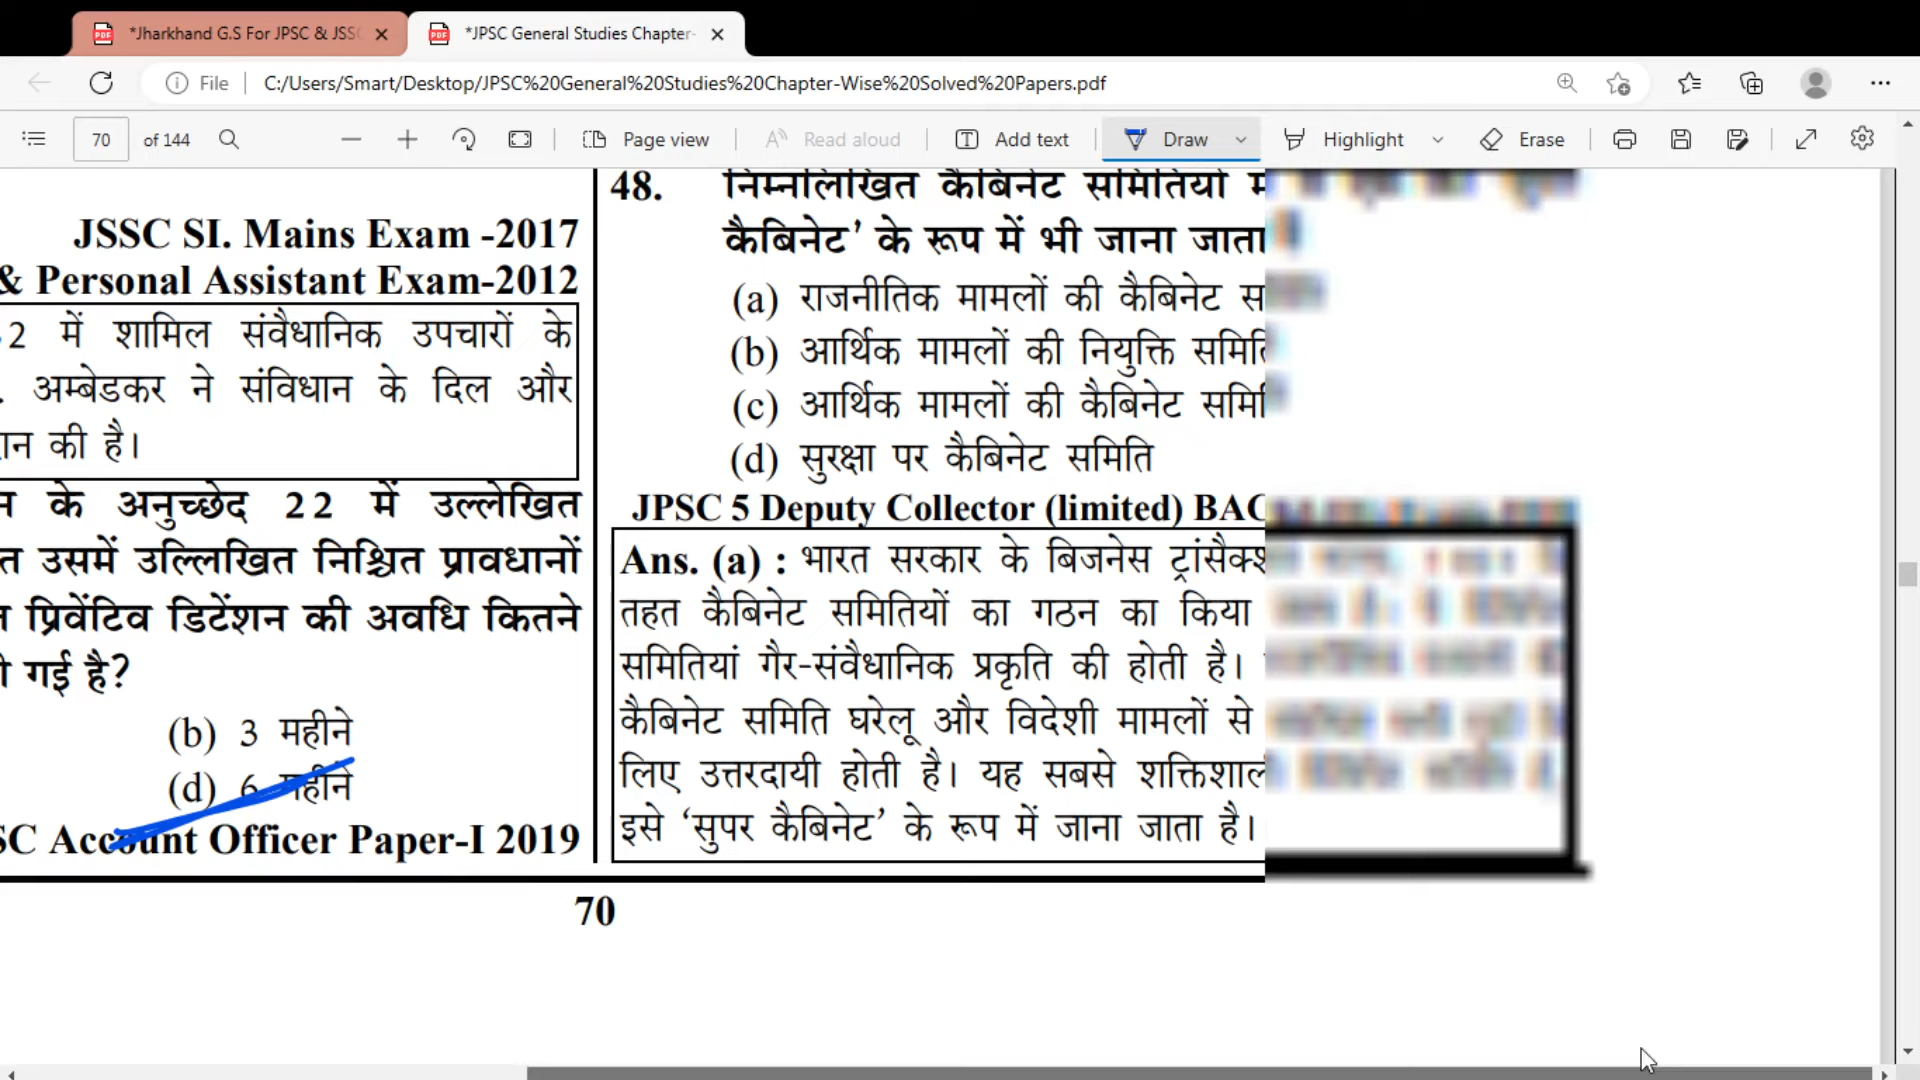 *Jharkhand G.S For JPSC & JSSC
*JPSC General Studies Chapter-
File
C:/Users/Smart/Desktop/JPSC%20General%20Studies%20Chapter-Wise%20Solved%20Papers.pdf
70 of 144
Page view
Read aloud
Add text
Draw
Highlight
Erase
JSSC SI. Mains Exam -2017
& Personal Assistant Exam-2012
2 में शामिल संवैधानिक उपचारों के
. अम्बेडकर ने संविधान के दिल और
की है।
के अनुच्छेद 22 में उल्लेखित
उसमें उल्लिखित निश्चित प्रावधानों
प्रिवेंटिव डिटेंशन की अवधि कितने
गई है?
(b) 3 महीने
(d) 6 महीने
Account Officer Paper-I 2019
48. निम्नलिखित कैबिनेट समितियों
कैबिनेट’ के रूप में भी जाना जाता
(a) राजनीतिक मामलों की कैबिनेट
(b) आर्थिक मामलों की नियुक्ति
(c) आर्थिक मामलों की कैबिनेट
(d) सुरक्षा पर कैबिनेट समिति
JPSC 5 Deputy Collector (limited)
Ans. (a) : भारत सरकार के बिजनेस
तहत कैबिनेट समितियों का गठन का किया
समितियां गैर-संवैधानिक प्रकृति की होती है।
कैबिनेट समिति घरेलू और विदेशी मामलों से
लिए उत्तरदायी होती है। यह सबसे
इसे ‘सुपर कैबिनेट’ के रूप में जाना जाता है।
70